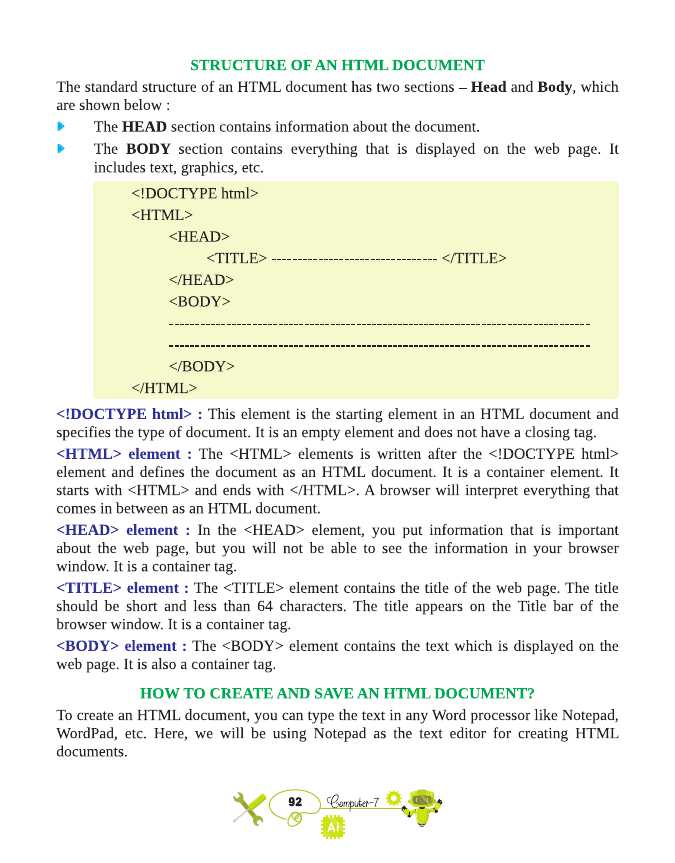 STRUCTURE OF AN HTML DOCUMENT
The standard structure of an HTML document has two sections – Head and Body, which
are shown below :
The HEAD section contains information about the document.
The BODY section contains everything that is displayed on the web page. It
includes text, graphics, etc.
<!DOCTYPE html>
<HTML>
<HEAD>
<TITLE> -------------------------------- </TITLE>
</HEAD>
<BODY>
---------------------------------------------------------------------------------
---------------------------------------------------------------------------------
</BODY>
</HTML>
<!DOCTYPE html> : This element is the starting element in an HTML document and
specifies the type of document. It is an empty element and does not have a closing tag.
<HTML> element : The <HTML> elements is written after the <!DOCTYPE html>
element and defines the document as an HTML document. It is a container element. It
starts with <HTML> and ends with </HTML>. A browser will interpret everything that
comes in between as an HTML document.
<HEAD> element : In the <HEAD> element, you put information that is important
about the web page, but you will not be able to see the information in your browser
window. It is a container tag.
<TITLE> element : The <TITLE> element contains the title of the web page. The title
should be short and less than 64 characters. The title appears on the Title bar of the
browser window. It is a container tag.
<BODY> element : The <BODY> element contains the text which is displayed on the
web page. It is also a container tag.
HOW TO CREATE AND SAVE AN HTML DOCUMENT?
To create an HTML document, you can type the text in any Word processor like Notepad,
WordPad, etc. Here, we will be using Notepad as the text editor for creating HTML
documents.
92 Computer-7
AI